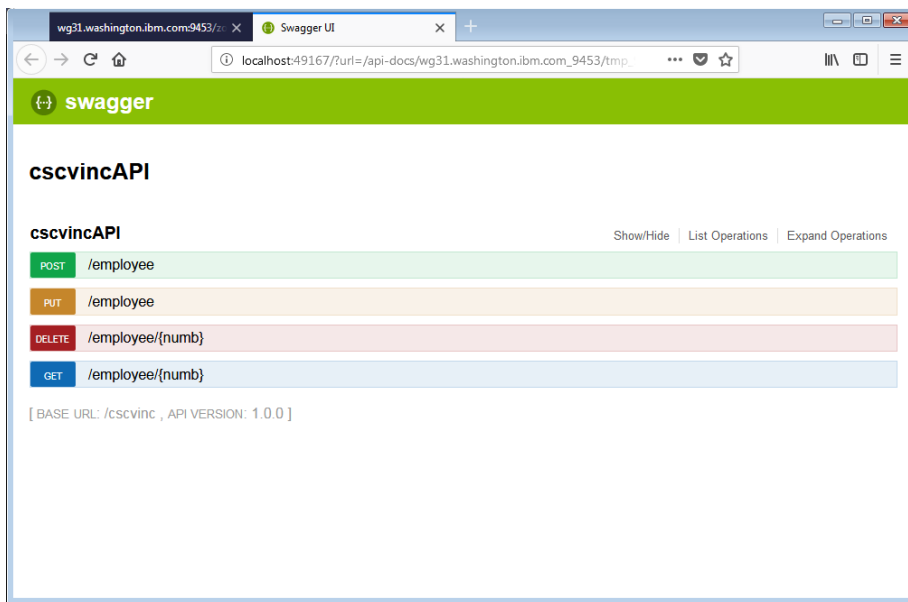 wg31.washington.ibm.com:9453/zc
Swagger UI
localhost:49167/?url=/api-docs/wg31.washington.ibm.com_9453/tmp_
{··} swagger
cscvincAPI
cscvincAPI Show/Hide List Operations Expand Operations
POST /employee
PUT /employee
DELETE /employee/{numb}
GET /employee/{numb}
[ BASE URL: /cscvinc , API VERSION: 1.0.0 ]